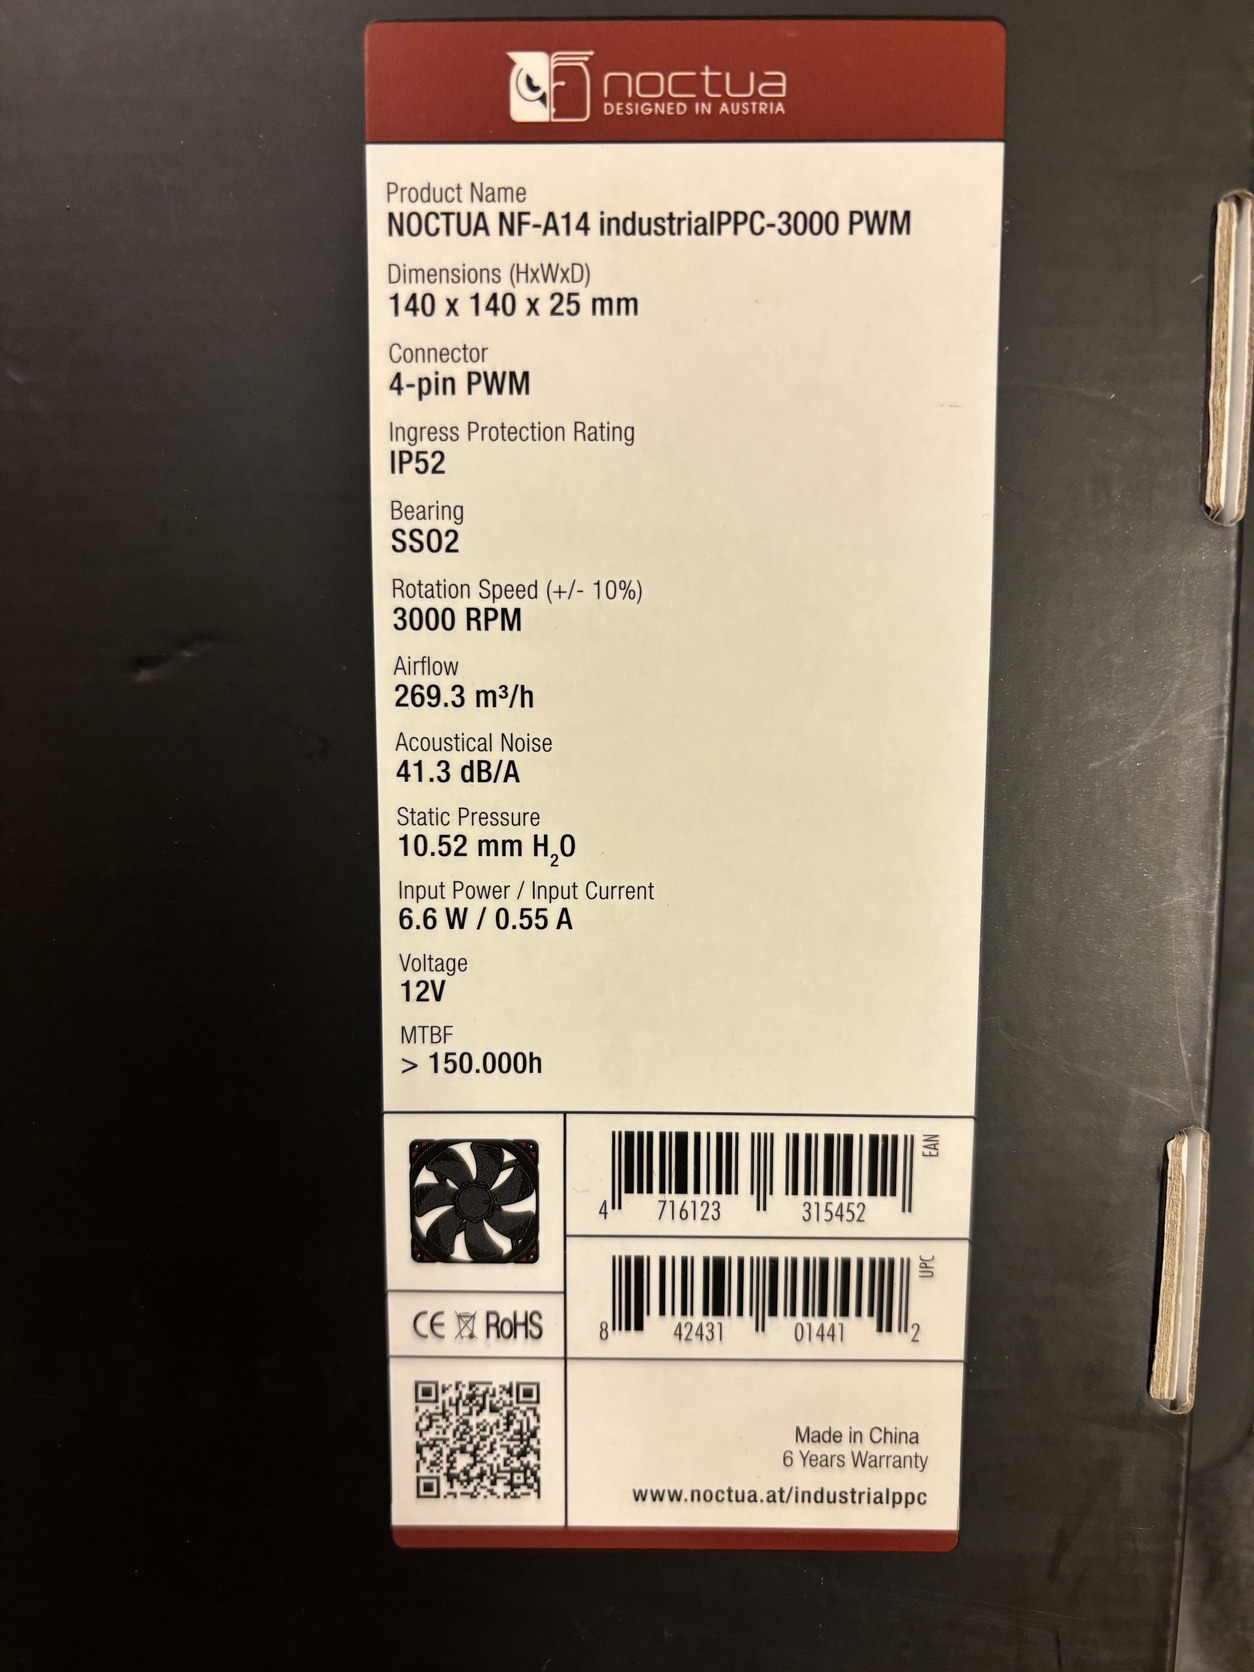 noctua
DESIGNED IN AUSTRIA
Product Name
NOCTUA NF-A14 industrialPPC-3000 PWM
Dimensions (HxWxD)
140 x 140 x 25 mm
Connector
4-pin PWM
Ingress Protection Rating
IP52
Bearing
SSO2
Rotation Speed (+/- 10%)
3000 RPM
Airflow
269.3 m³/h
Acoustical Noise
41.3 dB/A
Static Pressure
10.52 mm H₂O
Input Power / Input Current
6.6 W / 0.55 A
Voltage
12V
MTBF
> 150.000h
EAN
4 716123 315452
UPC
8 42431 01441 2
CE RoHS
Made in China
6 Years Warranty
www.noctua.at/industrialppc